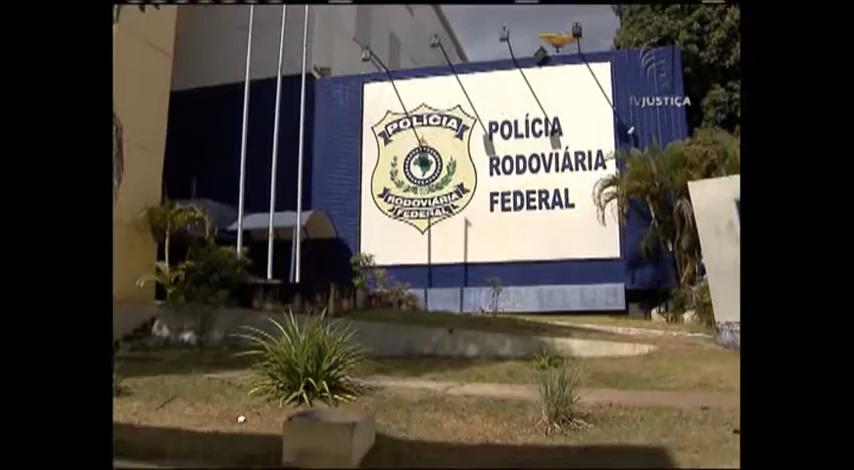 TVJUSTIÇA
POLÍCIA
RODOVIÁRIA
FEDERAL
POLÍCIA
RODOVIÁRIA
FEDERAL